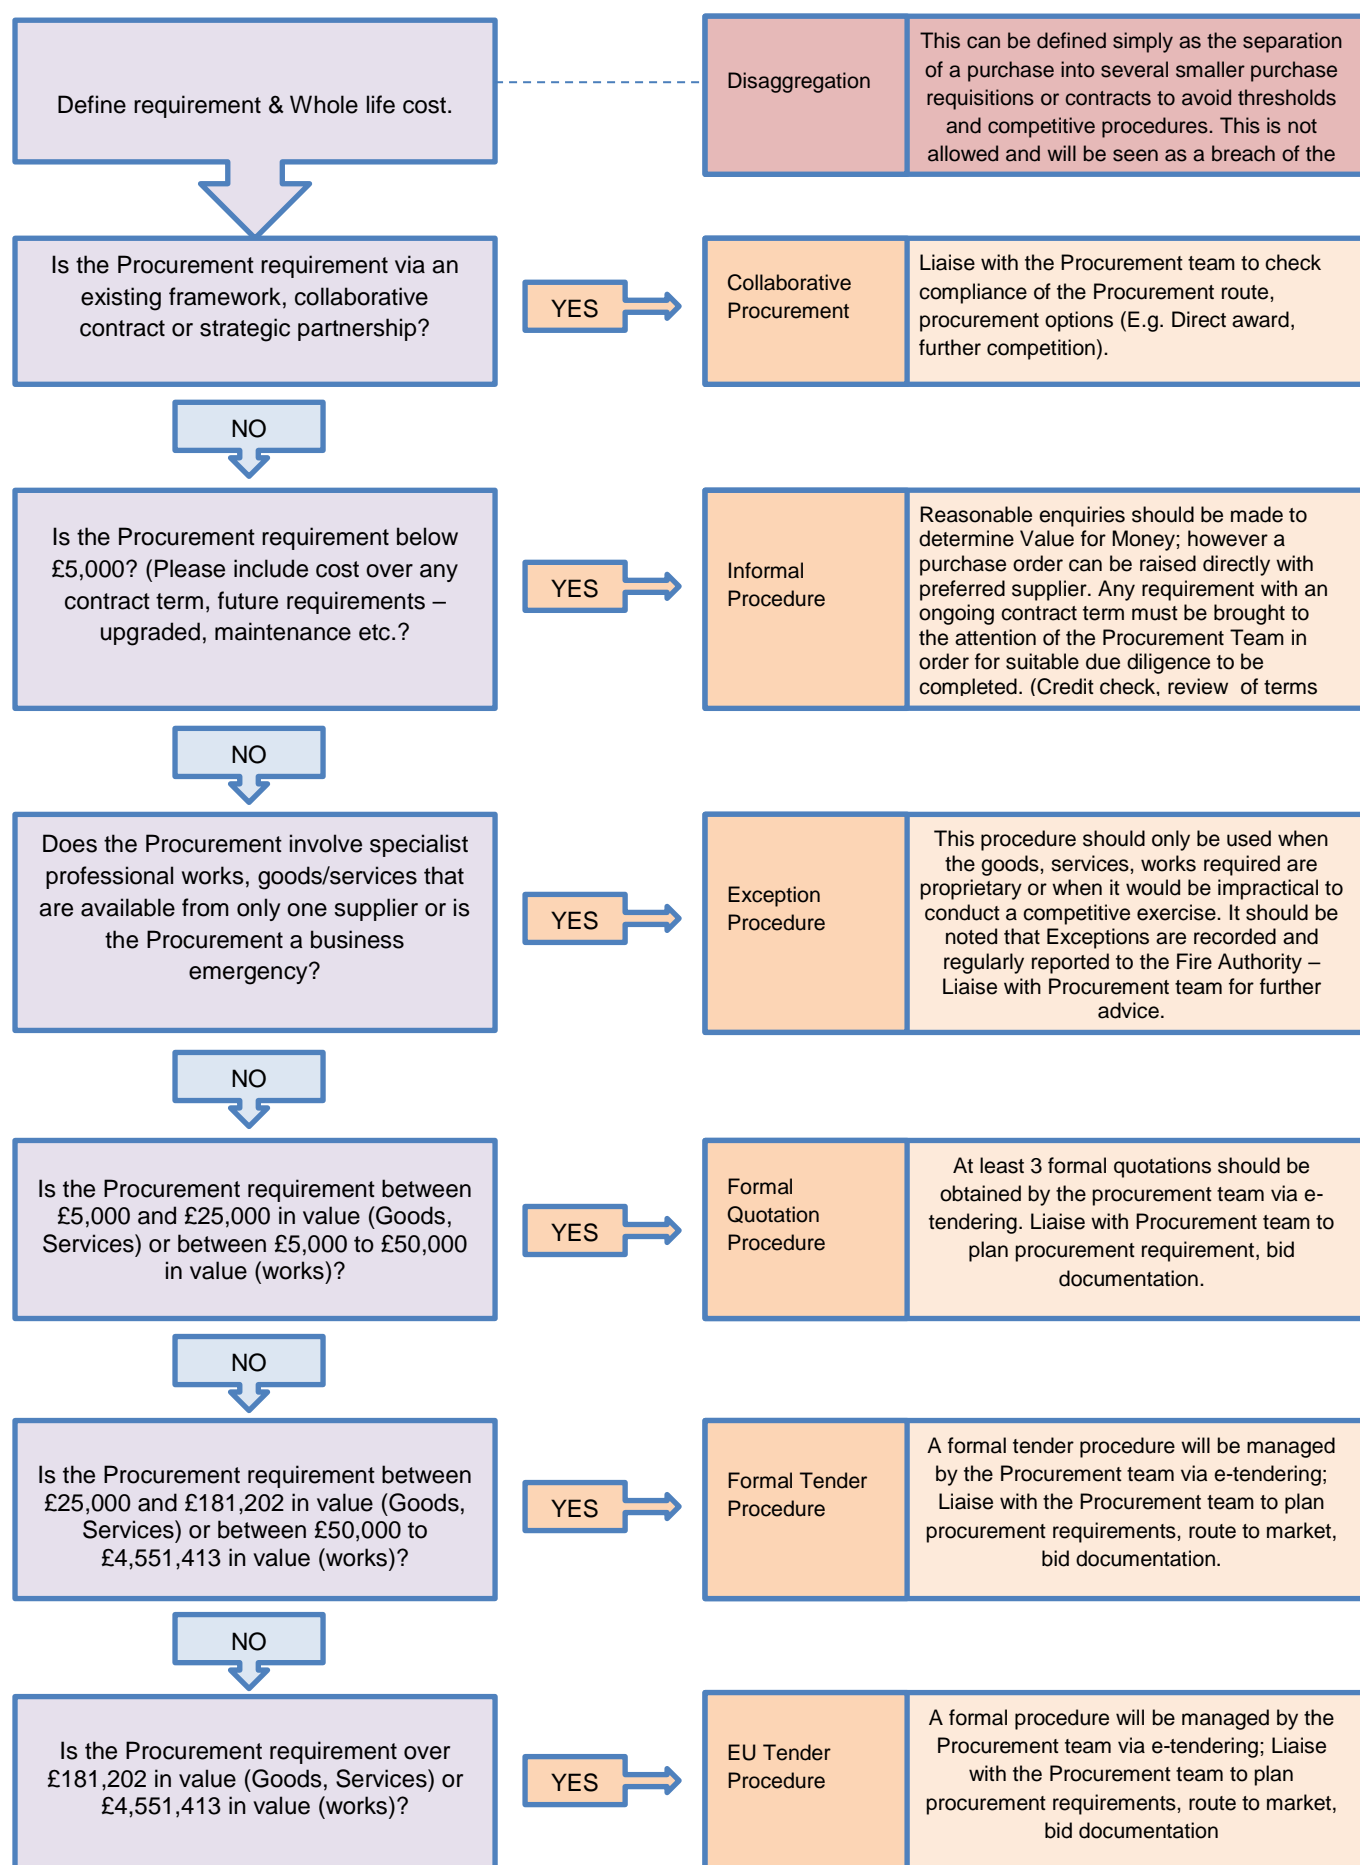 Define requirement & Whole life cost.
Disaggregation
This can be defined simply as the separation
of a purchase into several smaller purchase
requisitions or contracts to avoid thresholds
and competitive procedures. This is not
allowed and will be seen as a breach of the
Is the Procurement requirement via an
existing framework, collaborative
contract or strategic partnership?
YES
Collaborative
Procurement
Liaise with the Procurement team to check
compliance of the Procurement route,
procurement options (E.g. Direct award,
further competition).
NO
Is the Procurement requirement below
£5,000? (Please include cost over any
contract term, future requirements –
upgraded, maintenance etc.?
YES
Informal
Procedure
Reasonable enquiries should be made to
determine Value for Money; however a
purchase order can be raised directly with
preferred supplier. Any requirement with an
ongoing contract term must be brought to
the attention of the Procurement Team in
order for suitable due diligence to be
completed. (Credit check, review of terms
NO
Does the Procurement involve specialist
professional works, goods/services that
are available from only one supplier or is
the Procurement a business
emergency?
YES
Exception
Procedure
This procedure should only be used when
the goods, services, works required are
proprietary or when it would be impractical to
conduct a competitive exercise. It should be
noted that Exceptions are recorded and
regularly reported to the Fire Authority –
Liaise with Procurement team for further
advice.
NO
Is the Procurement requirement between
£5,000 and £25,000 in value (Goods,
Services) or between £5,000 to £50,000
in value (works)?
YES
Formal
Quotation
Procedure
At least 3 formal quotations should be
obtained by the procurement team via e-
tendering. Liaise with Procurement team to
plan procurement requirement, bid
documentation.
NO
Is the Procurement requirement between
£25,000 and £181,202 in value (Goods,
Services) or between £50,000 to
£4,551,413 in value (works)?
YES
Formal Tender
Procedure
A formal tender procedure will be managed
by the Procurement team via e-tendering;
Liaise with the Procurement team to plan
procurement requirements, route to market,
bid documentation.
NO
Is the Procurement requirement over
£181,202 in value (Goods, Services) or
£4,551,413 in value (works)?
YES
EU Tender
Procedure
A formal procedure will be managed by the
Procurement team via e-tendering; Liaise
with the Procurement team to plan
procurement requirements, route to market,
bid documentation